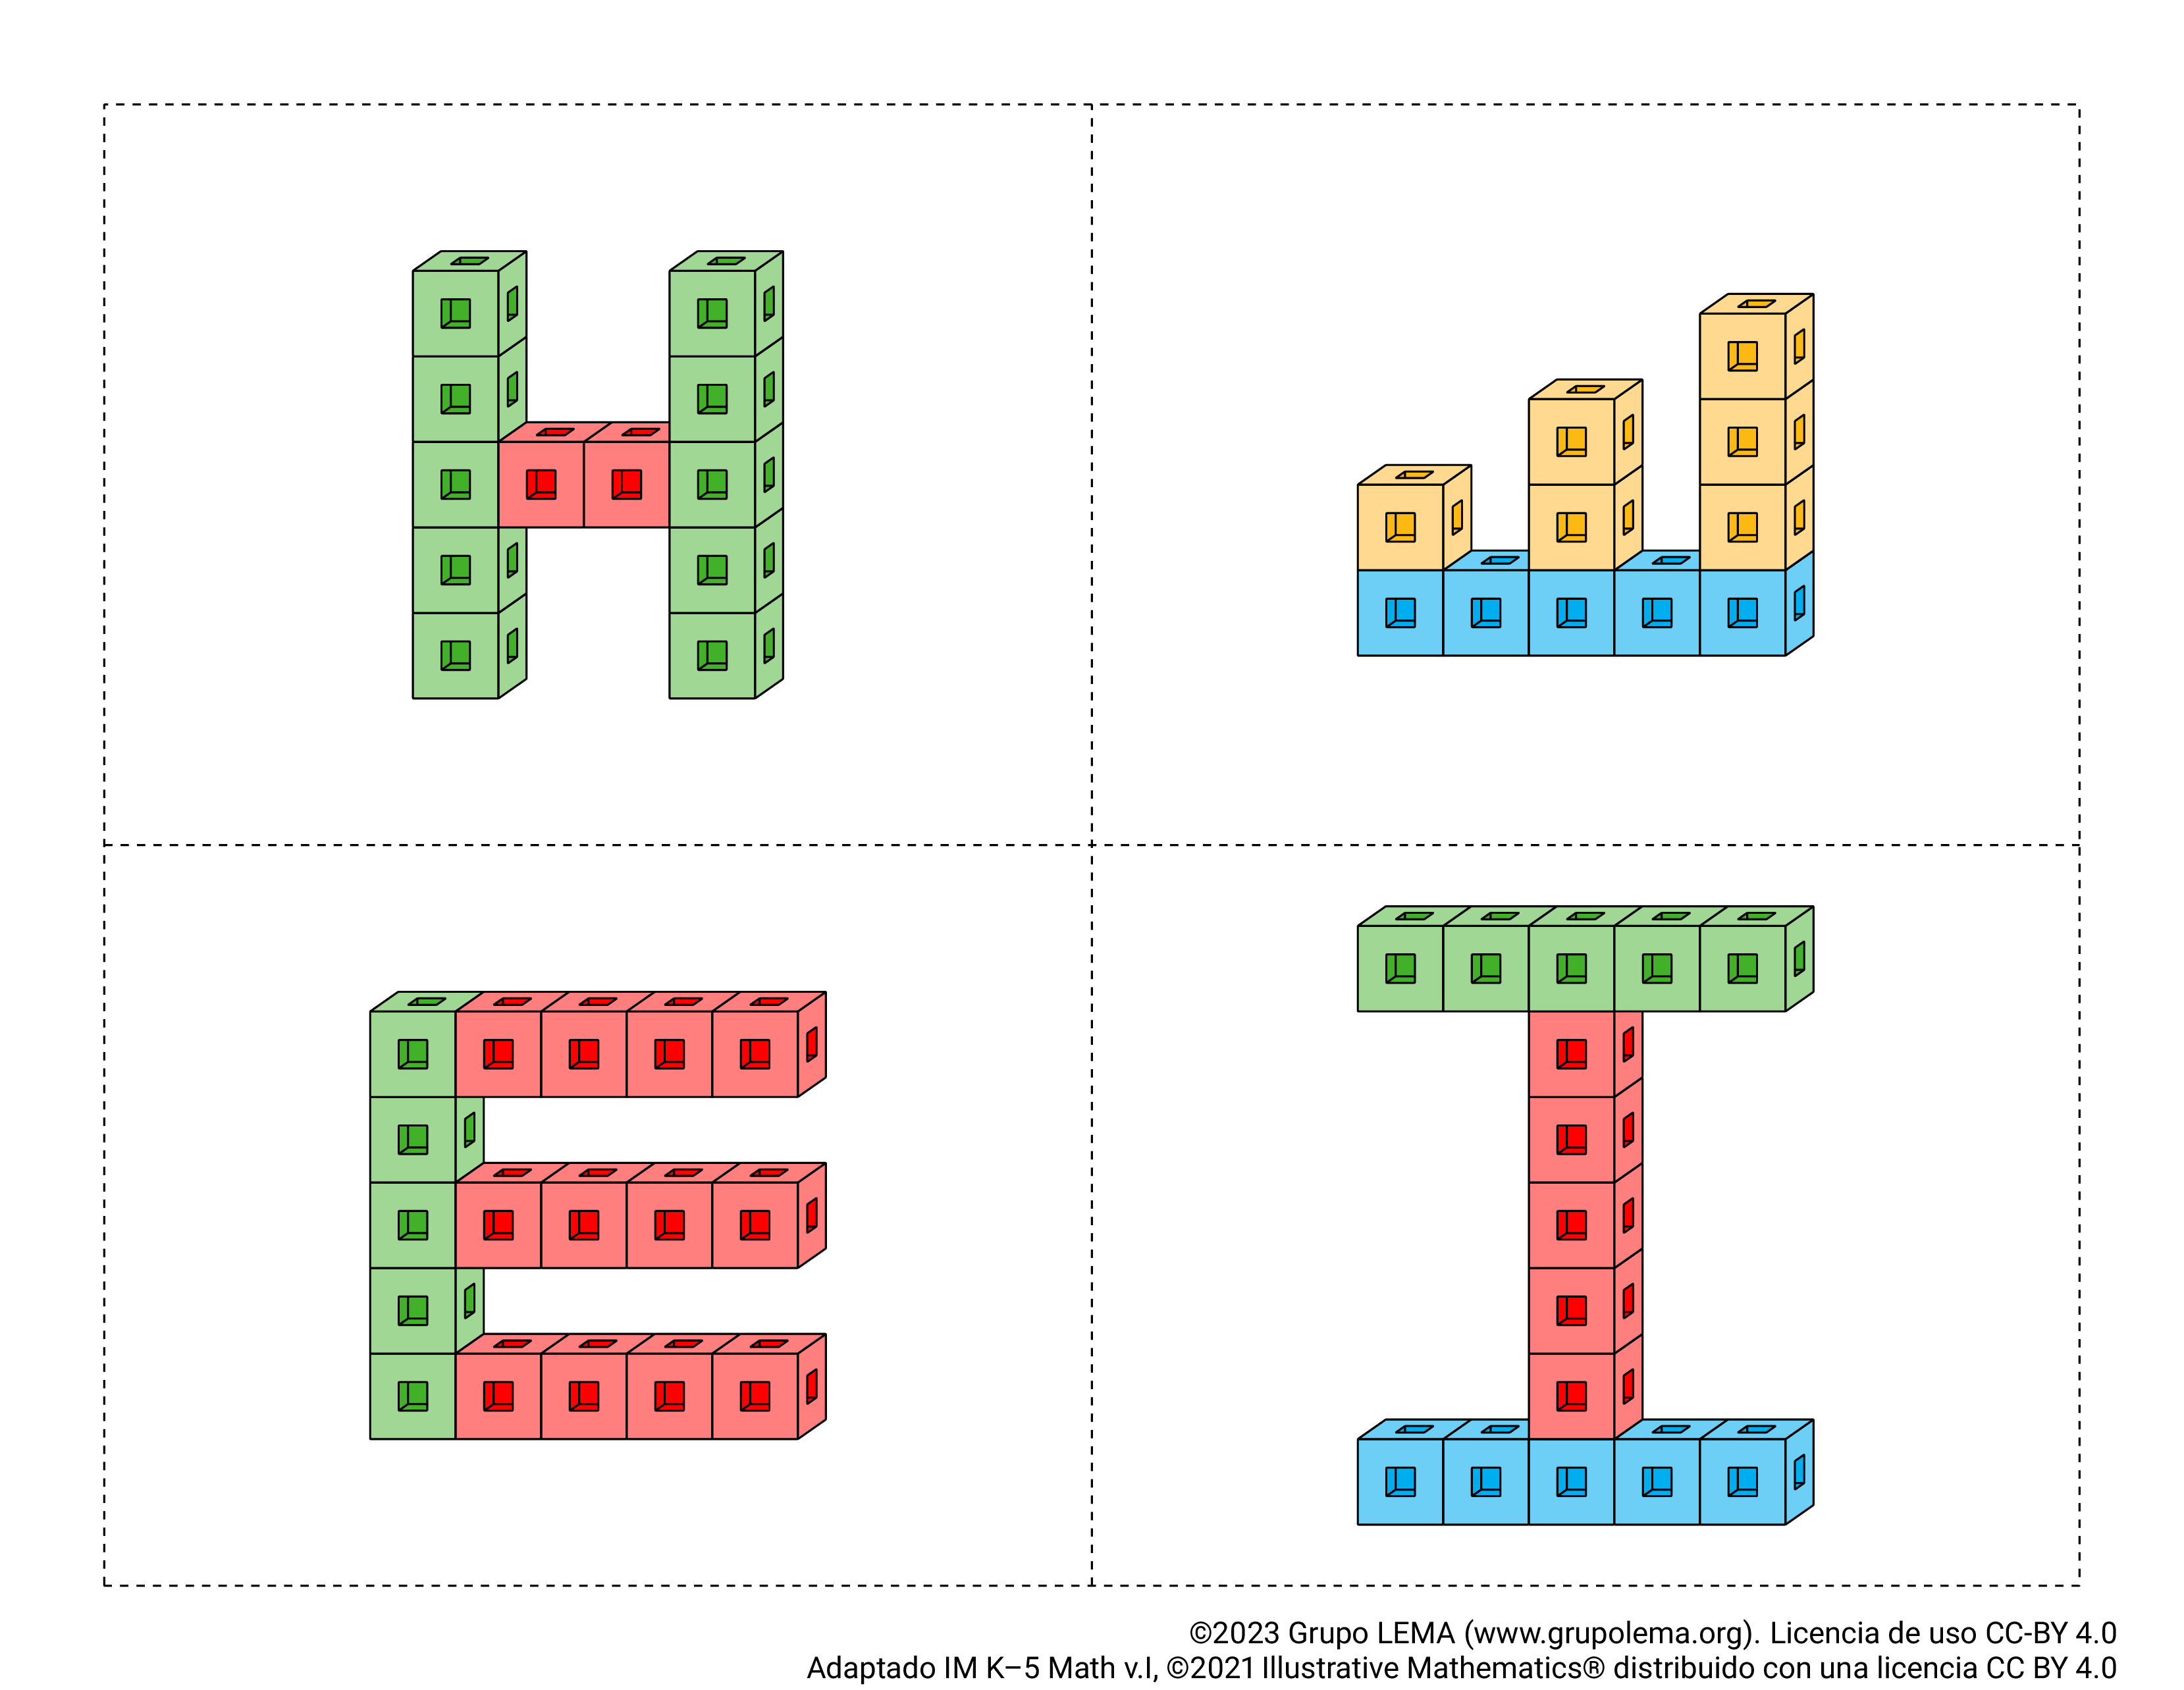 ©2023 Grupo LEMA (www.grupolema.org). Licencia de uso CC-BY 4.0
Adaptado IM K–5 Math v.I, ©2021 Illustrative Mathematics® distribuido con una licencia CC BY 4.0